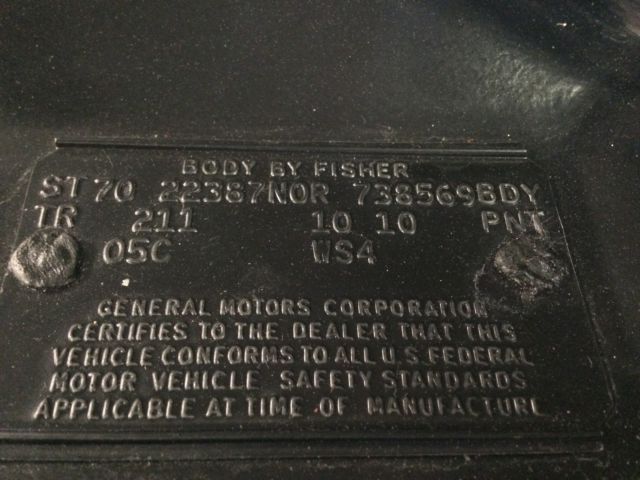 BODY BY FISHER
ST 70 22387NOR 738569BDY
TR 211 10 10 PNT
05C WS4
GENERAL MOTORS CORPORATION
CERTIFIES TO THE DEALER THAT THIS
VEHICLE CONFORMS TO ALL U.S FEDERAL
MOTOR VEHICLE SAFETY STANDARDS
APPLICABLE AT TIME OF MANUFACTURE